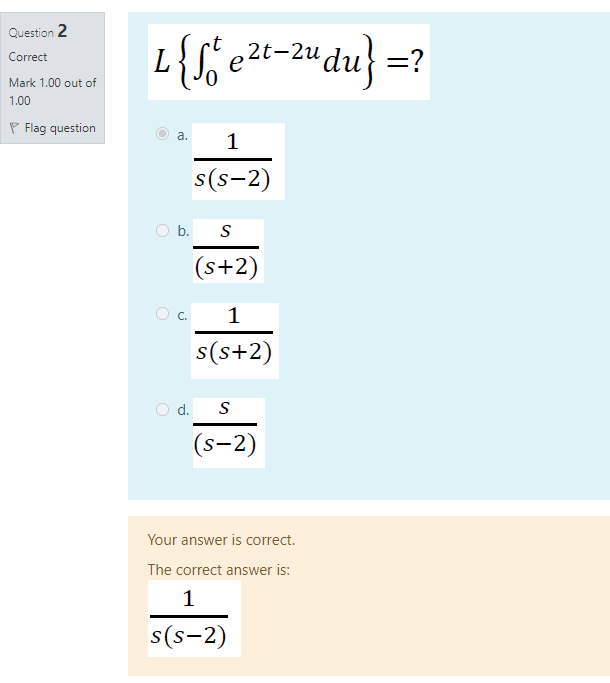 Question 2
Correct
Mark 1.00 out of
1.00
Flag question
L{∫₀ᵗ e²ᵗ⁻²ᵘ du} =?
a. 1
s(s−2)
b. s
(s+2)
c. 1
s(s+2)
d. s
(s−2)
Your answer is correct.
The correct answer is:
1
s(s−2)